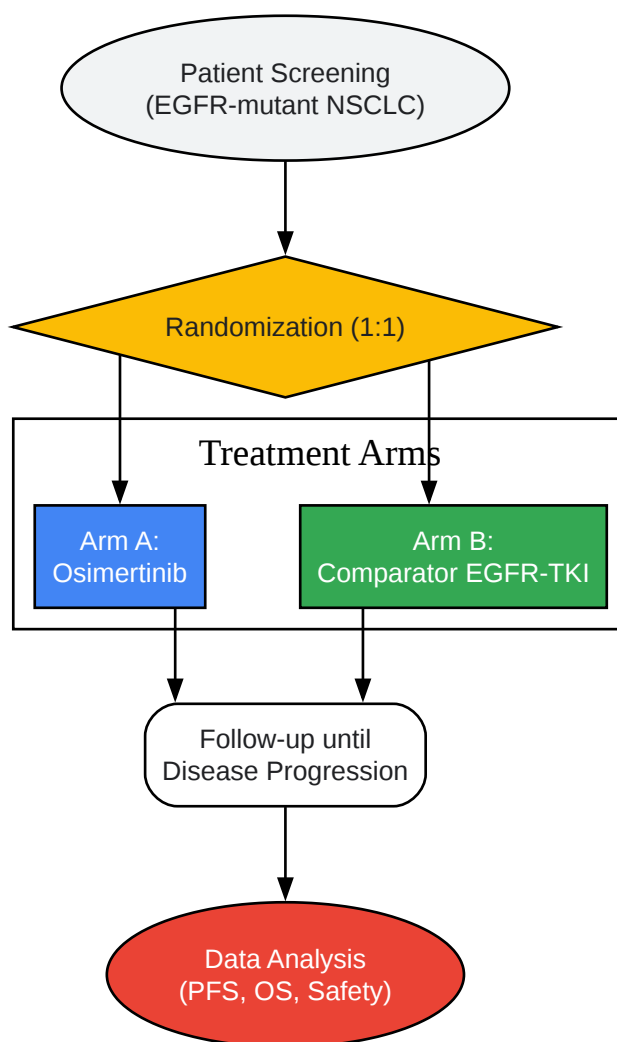 Patient Screening
(EGFR-mutant NSCLC)
Randomization (1:1)
Treatment Arms
Arm A:
Osimertinib
Arm B:
Comparator EGFR-TKI
Follow-up until
Disease Progression
Data Analysis
(PFS, OS, Safety)